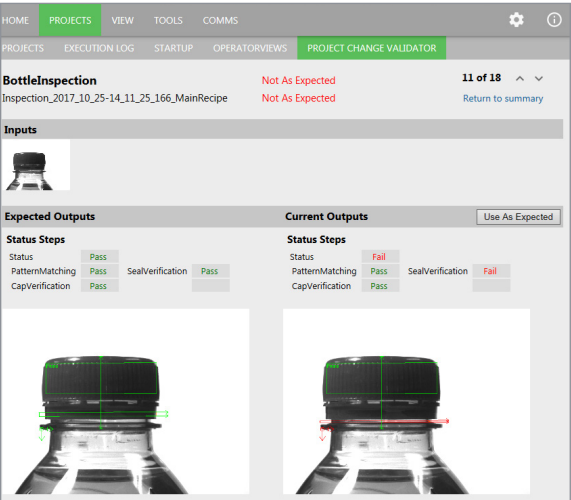 HOME PROJECTS VIEW TOOLS COMMS
PROJECTS EXECUTION LOG STARTUP OPERATORVIEWS PROJECT CHANGE VALIDATOR
BottleInspection Not As Expected 11 of 18
Inspection_2017_10_25-14_11_25_166_MainRecipe Not As Expected Return to summary
Inputs
Expected Outputs Current Outputs Use As Expected
Status Steps Status Steps
Status Pass Status Fail
PatternMatching Pass SealVerification Pass PatternMatching Pass SealVerification Fail
CapVerification Pass CapVerification Pass